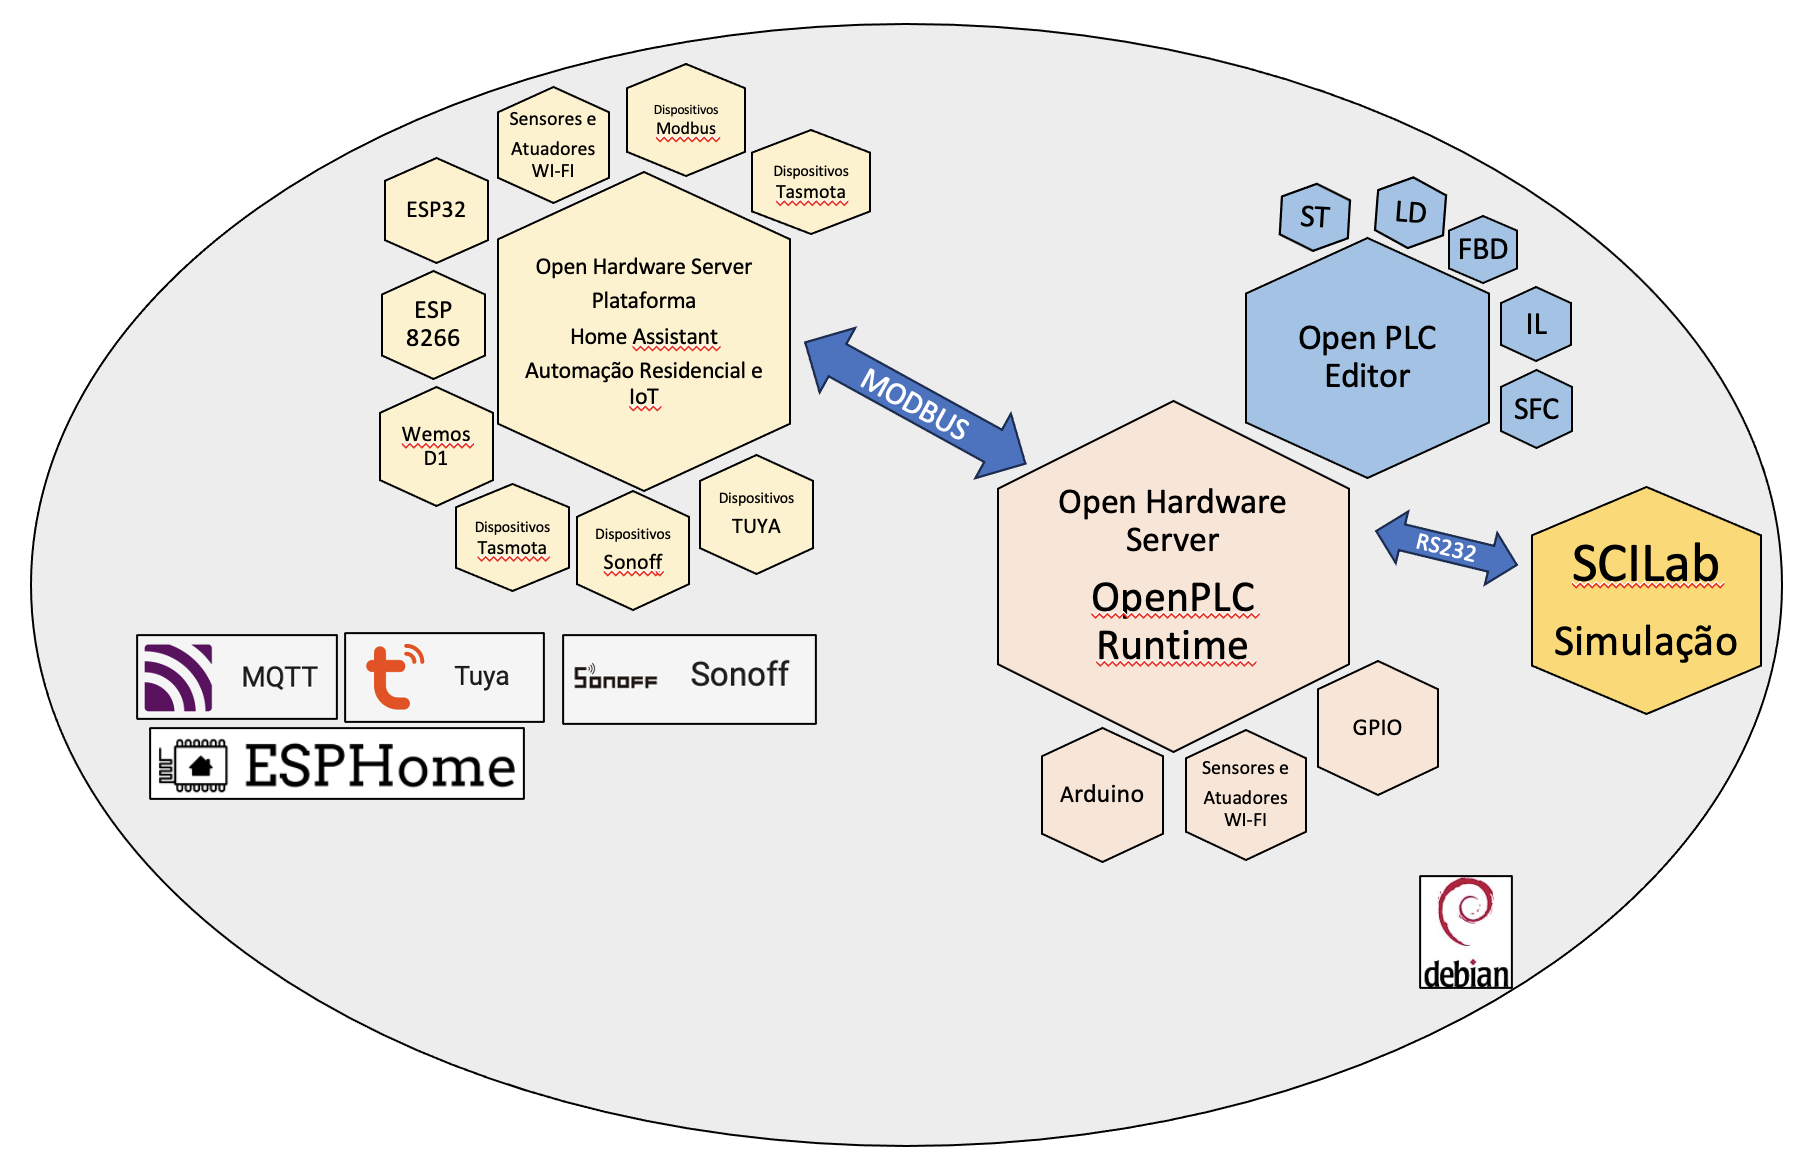 Sensores e
Atuadores
WI-FI
Dispositivos
Modbus
Dispositivos
Tasmota
ESP32
ESP
8266
Wemos
D1
Dispositivos
Tasmota
Dispositivos
Sonoff
Dispositivos
TUYA
Open Hardware Server
Plataforma
Home Assistant
Automação Residencial e
IoT
MODBUS
ST
LD
FBD
IL
SFC
Open PLC
Editor
Open Hardware
Server
OpenPLC
Runtime
RS232
SCILab
Simulação
GPIO
Arduino
Sensores e
Atuadores
WI-FI
MQTT
Tuya
SONOFF
Sonoff
ESPHome
debian